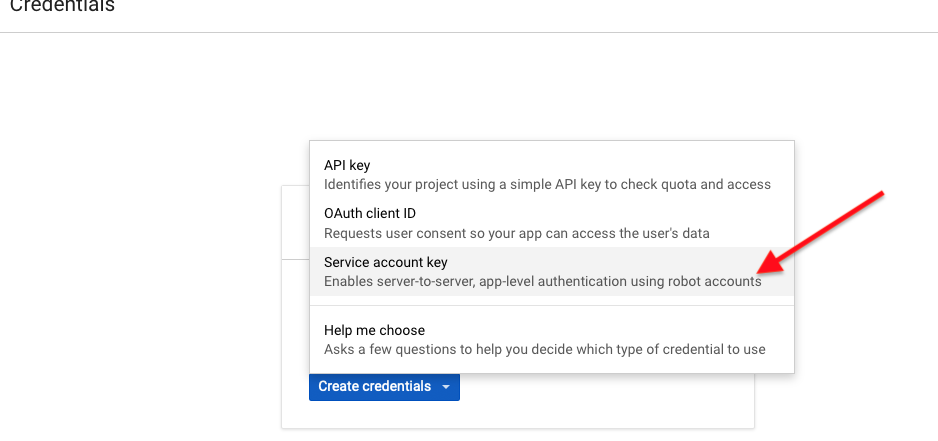 Credentials
API key
Identifies your project using a simple API key to check quota and access
OAuth client ID
Requests user consent so your app can access the user's data
Service account key
Enables server-to-server, app-level authentication using robot accounts
Help me choose
Asks a few questions to help you decide which type of credential to use
Create credentials